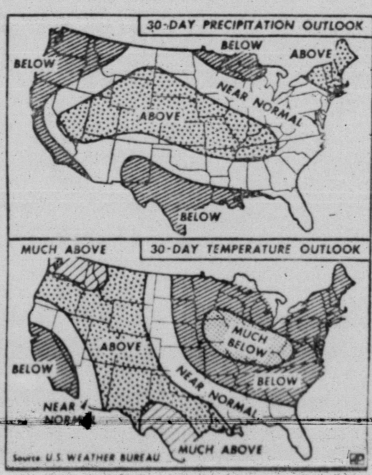 30-DAY PRECIPITATION OUTLOOK
BELOW
BELOW
ABOVE
NEAR NORMAL
ABOVE
BELOW
MUCH ABOVE
30-DAY TEMPERATURE OUTLOOK
MUCH
BELOW
ABOVE
BELOW
NEAR NORMAL
BELOW
NEAR
NORMAL
MUCH ABOVE
Source U.S. WEATHER BUREAU